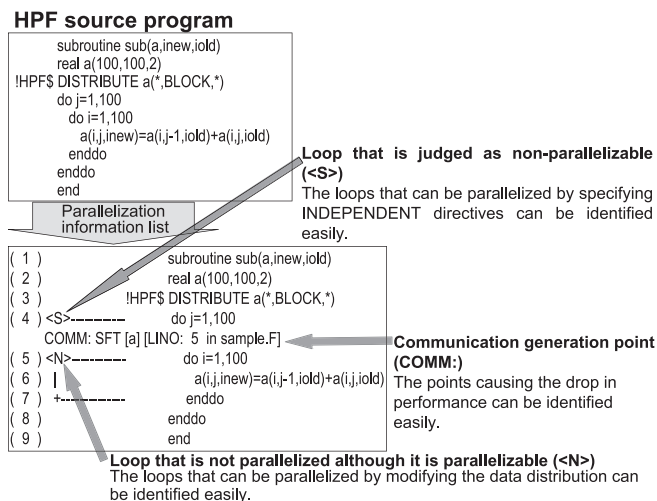 HPF source program
subroutine sub(a,inew,iold)
real a(100,100,2)
!HPF$ DISTRIBUTE a(*,BLOCK,*)
do j=1,100
do i=1,100
a(i,j,inew)=a(i,j-1,iold)+a(i,j,iold)
enddo
enddo
end
Loop that is judged as non-parallelizable
(<S>)
The loops that can be parallelized by specifying
INDEPENDENT directives can be identified
easily.
Parallelization
information list
( 1 ) subroutine sub(a,inew,iold)
( 2 ) real a(100,100,2)
( 3 ) !HPF$ DISTRIBUTE a(*,BLOCK,*)
( 4 ) <S>------------ do j=1,100
COMM: SFT [a] [LINO: 5 in sample.F]
( 5 ) <N>------------ do i=1,100
( 6 ) | a(i,j,inew)=a(i,j-1,iold)+a(i,j,iold)
( 7 ) +-------------- enddo
( 8 ) enddo
( 9 ) end
Communication generation point
(COMM:)
The points causing the drop in
performance can be identified
easily.
Loop that is not parallelized although it is parallelizable (<N>)
The loops that can be parallelized by modifying the data distribution can
be identified easily.